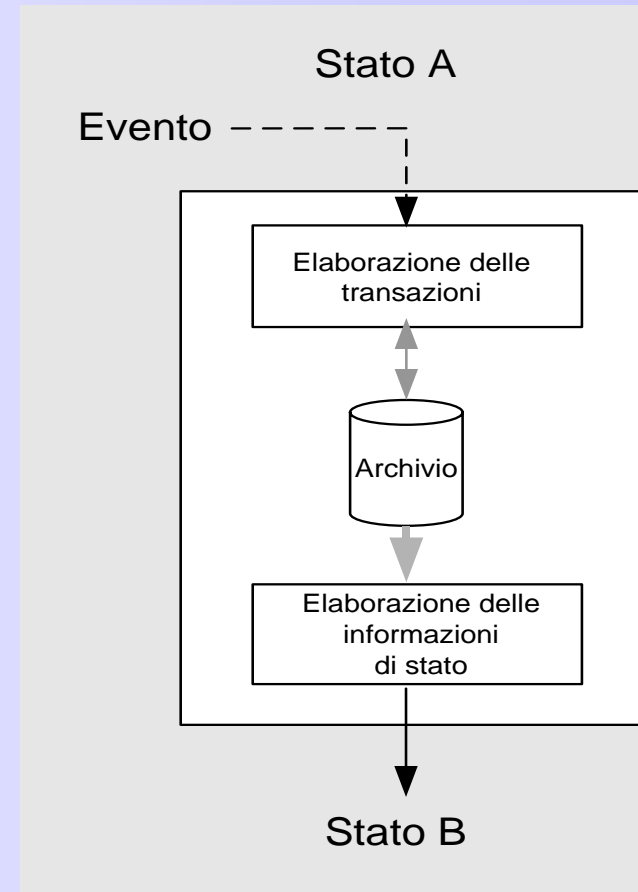 Stato A
Evento
Elaborazione delle
transazioni
Archivio
Elaborazione delle
informazioni
di stato
Stato B